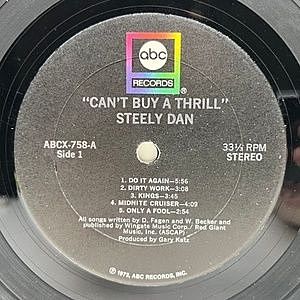 abc
RECORDS
"CAN'T BUY A THRILL"
STEELY DAN
ABCX-758-A
Side 1
33⅓ RPM
STEREO
1. DO IT AGAIN—5:56
2. DIRTY WORK—3:08
3. KINGS—3:45
4. MIDNITE CRUISER—4:09
5. ONLY A FOOL—5:54
All songs written by D. Fagen and W. Becker and
published by Wingate Music Corp./Red Giant
Music, Inc. (ASCAP)
Produced by Gary Katz
1972, ABC RECORDS, INC.